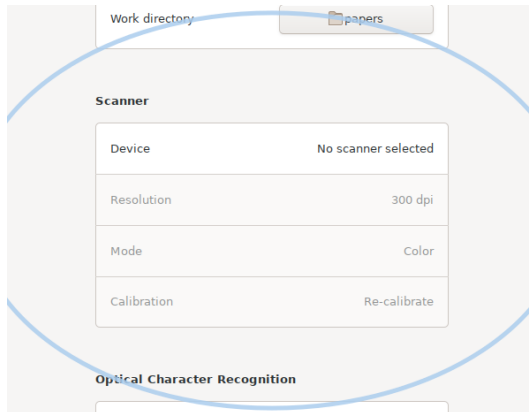 Work directory papers
Scanner
Device No scanner selected
Resolution 300 dpi
Mode Color
Calibration Re-calibrate
Optical Character Recognition